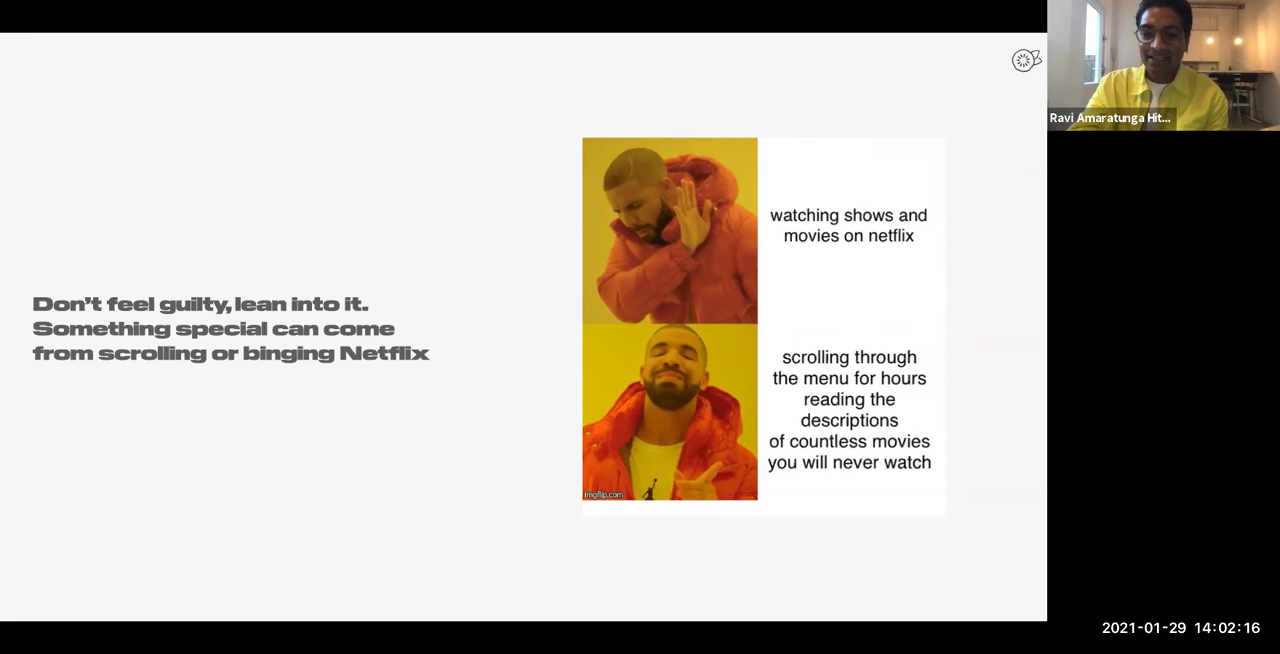 Ravi Amaratunga Hit...
Don't feel guilty, lean into it.
Something special can come
from scrolling or binging Netflix
watching shows and
movies on netflix
scrolling through
the menu for hours
reading the
descriptions
of countless movies
you will never watch
imgflip.com
2021-01-29 14:02:16